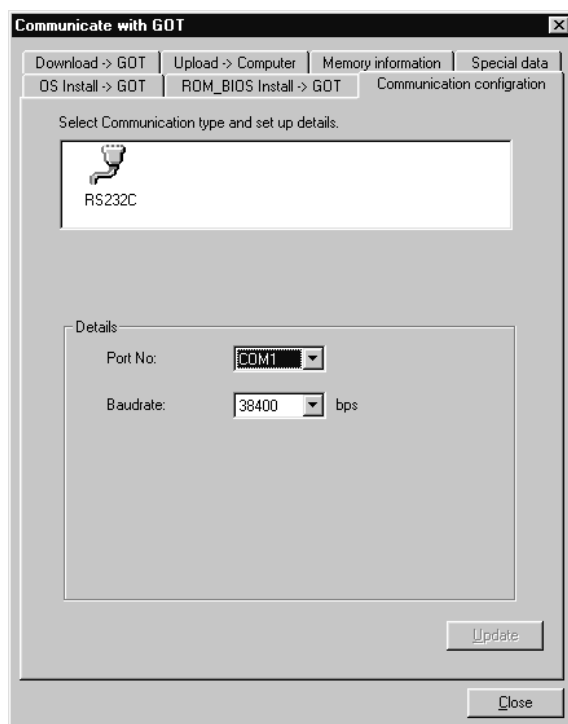 Communicate with GOT
Download -> GOT Upload -> Computer Memory information Special data
OS Install -> GOT ROM_BIOS Install -> GOT Communication configration
Select Communication type and set up details.
RS232C
Details
Port No: COM1
Baudrate: 38400 bps
Update
Close